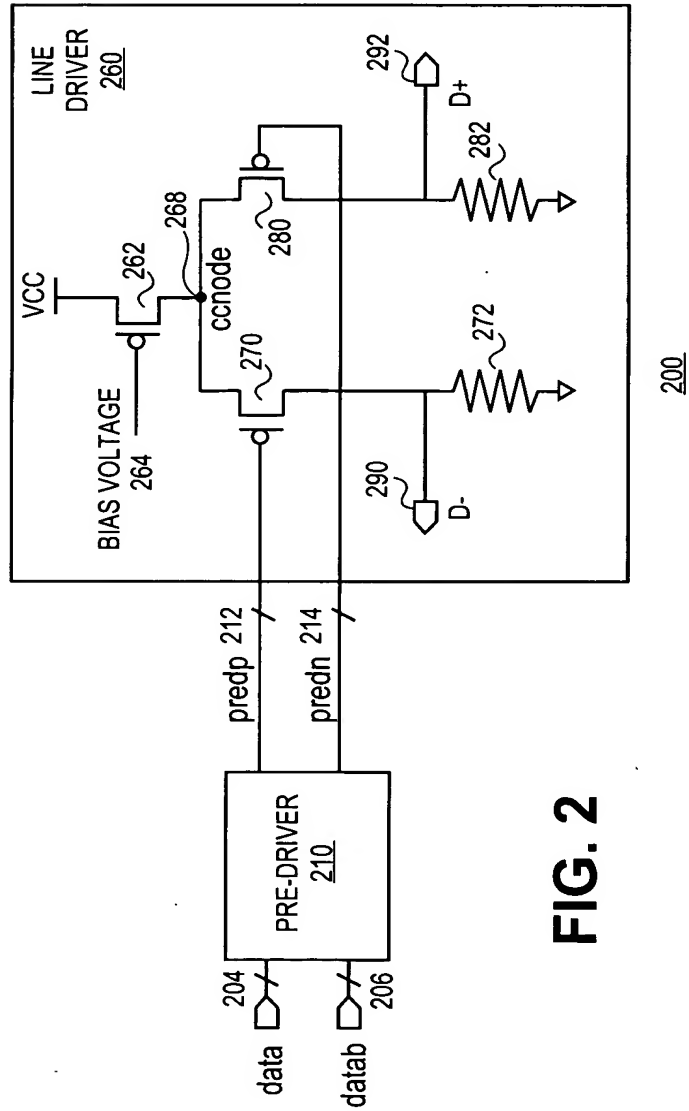 LINE
DRIVER
260
VCC
262
BIAS VOLTAGE
264
268
ccnode
270
280
292
D+
290
D-
272
282
predp
212
predn
214
PRE-DRIVER
210
data
204
datab
206
200
FIG. 2